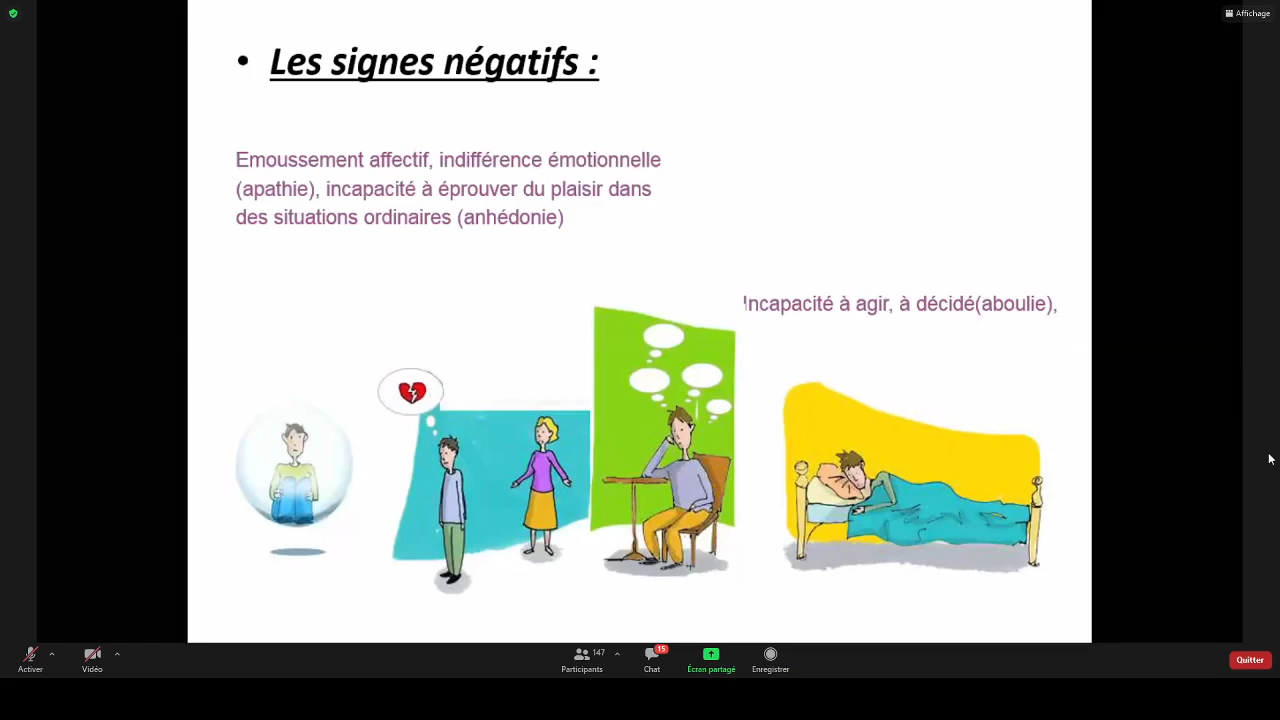 Affichage
• Les signes négatifs :
Emoussement affectif, indifférence émotionnelle
(apathie), incapacité à éprouver du plaisir dans
des situations ordinaires (anhédonie)
Incapacité à agir, à décidé(aboulie),
Activer
Vidéo
147
Participants
15
Chat
Écran partagé
Enregistrer
Quitter